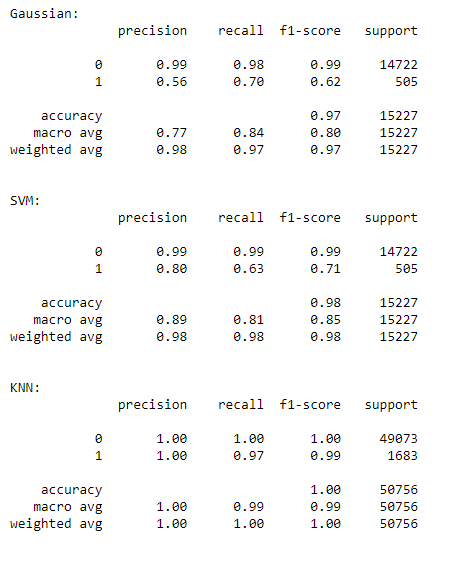 Gaussian:
precision recall f1-score support
0 0.99 0.98 0.99 14722
1 0.56 0.70 0.62 505
accuracy 0.97 15227
macro avg 0.77 0.84 0.80 15227
weighted avg 0.98 0.97 0.97 15227
SVM:
precision recall f1-score support
0 0.99 0.99 0.99 14722
1 0.80 0.63 0.71 505
accuracy 0.98 15227
macro avg 0.89 0.81 0.85 15227
weighted avg 0.98 0.98 0.98 15227
KNN:
precision recall f1-score support
0 1.00 1.00 1.00 49073
1 1.00 0.97 0.99 1683
accuracy 1.00 50756
macro avg 1.00 0.99 0.99 50756
weighted avg 1.00 1.00 1.00 50756